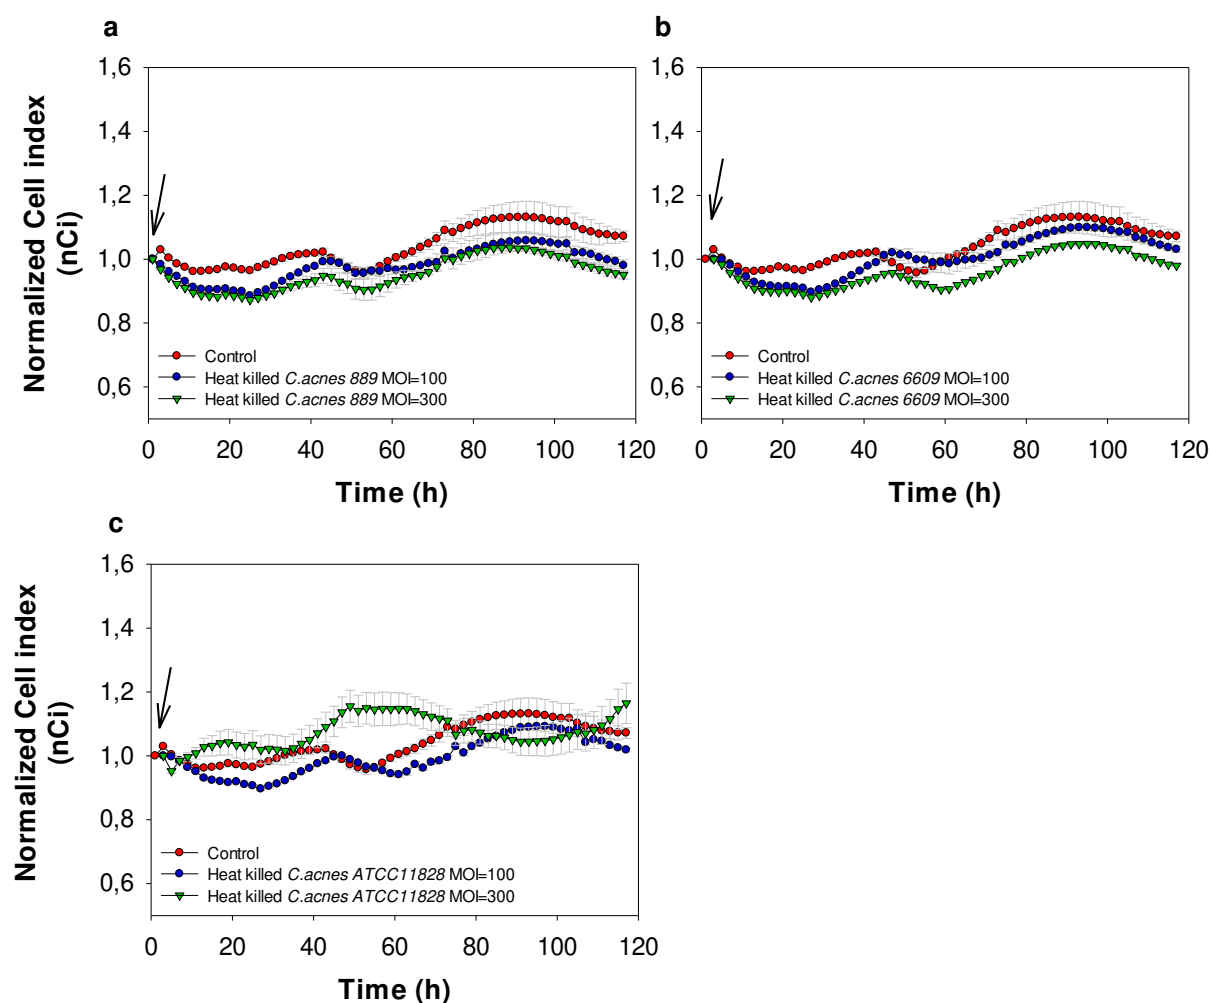 a
Normalized Cell index
(nCi)
1,6
1,4
1,2
1,0
0,8
0,6
Control
Heat killed C.acnes 889 MOI=100
Heat killed C.acnes 889 MOI=300
0 20 40 60 80 100 120
Time (h)
b
1,6
1,4
1,2
1,0
0,8
0,6
Control
Heat killed C.acnes 6609 MOI=100
Heat killed C.acnes 6609 MOI=300
0 20 40 60 80 100 120
Time (h)
c
Normalized Cell index
(nCi)
1,6
1,4
1,2
1,0
0,8
0,6
Control
Heat killed C.acnes ATCC11828 MOI=100
Heat killed C.acnes ATCC11828 MOI=300
0 20 40 60 80 100 120
Time (h)